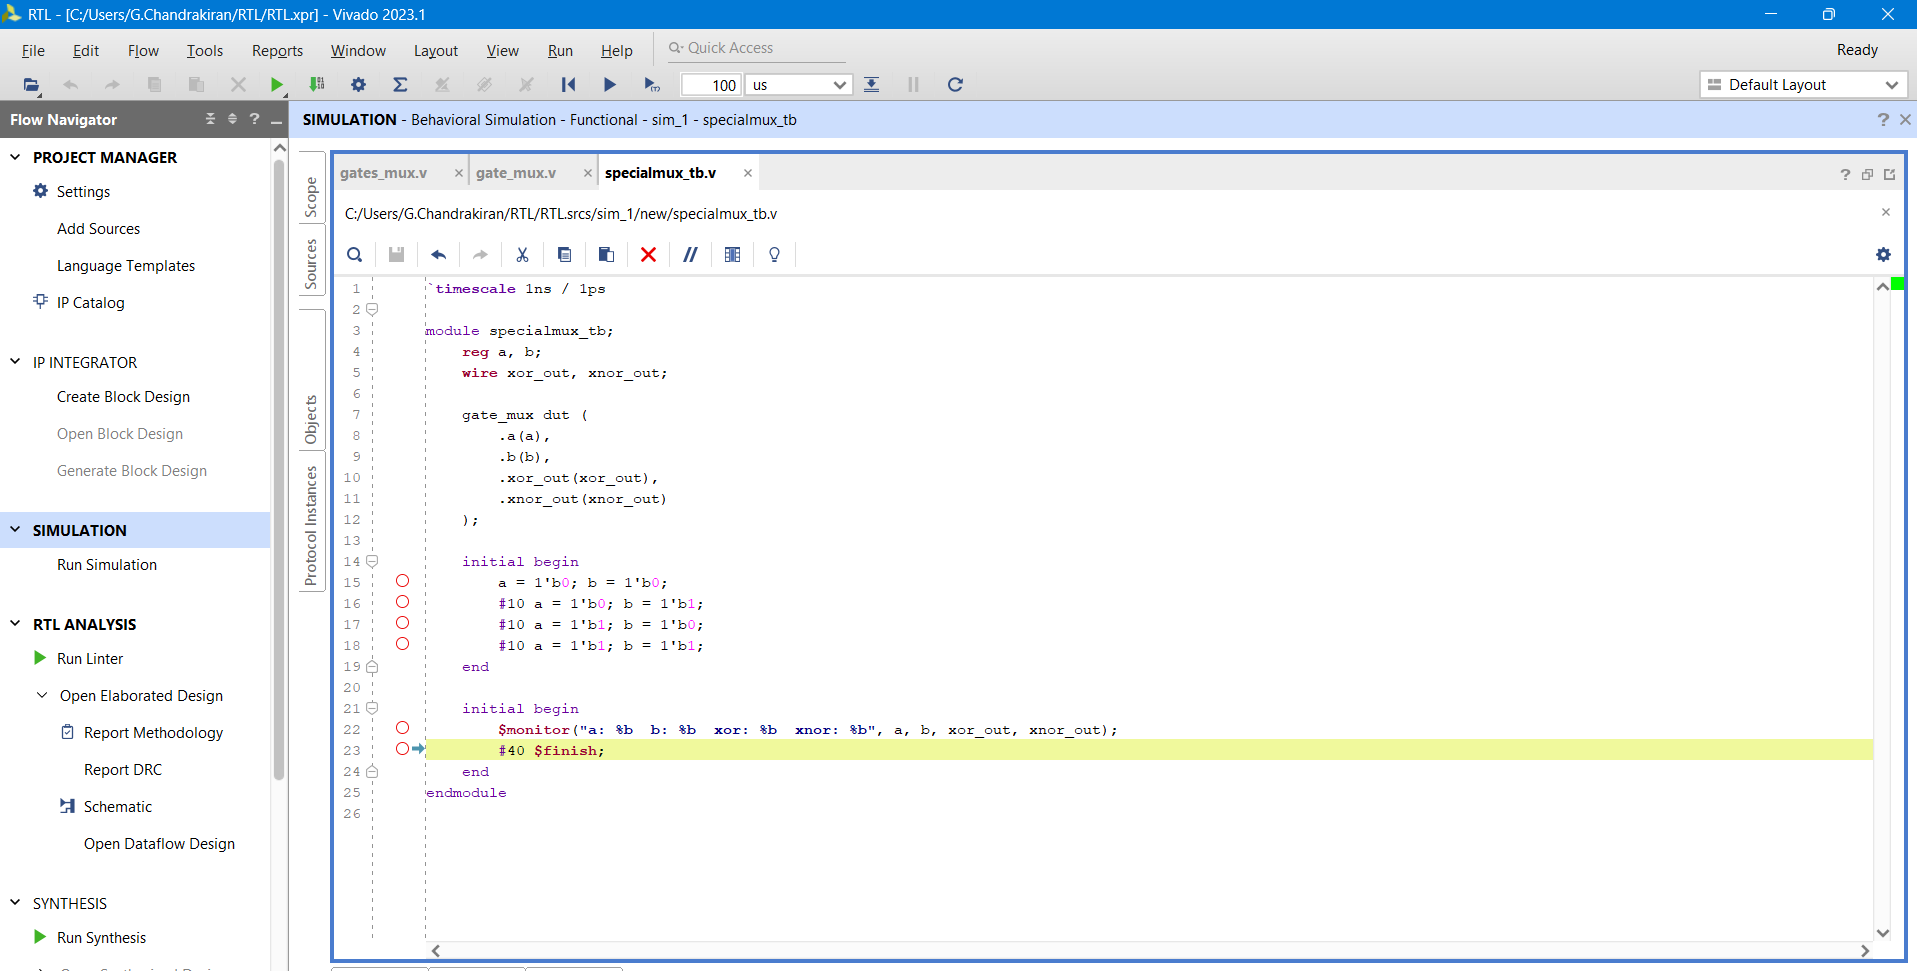 RTL - [C:/Users/G.Chandrakiran/RTL/RTL.xpr] - Vivado 2023.1
File Edit Flow Tools Reports Window Layout View Run Help Quick Access Ready
100 us Default Layout
Flow Navigator ? SIMULATION - Behavioral Simulation - Functional - sim_1 - specialmux_tb ?
PROJECT MANAGER
Settings
Add Sources
Language Templates
IP Catalog
IP INTEGRATOR
Create Block Design
Open Block Design
Generate Block Design
SIMULATION
Run Simulation
RTL ANALYSIS
Run Linter
Open Elaborated Design
Report Methodology
Report DRC
Schematic
Open Dataflow Design
SYNTHESIS
Run Synthesis
Scope
Sources
Objects
Protocol Instances
gates_mux.v gate_mux.v specialmux_tb.v ?
C:/Users/G.Chandrakiran/RTL/RTL.srcs/sim_1/new/specialmux_tb.v
1 `timescale 1ns / 1ps
2
3 module specialmux_tb;
4 reg a, b;
5 wire xor_out, xnor_out;
6
7 gate_mux dut (
8 .a(a),
9 .b(b),
10 .xor_out(xor_out),
11 .xnor_out(xnor_out)
12 );
13
14 initial begin
15 a = 1'b0; b = 1'b0;
16 #10 a = 1'b0; b = 1'b1;
17 #10 a = 1'b1; b = 1'b0;
18 #10 a = 1'b1; b = 1'b1;
19 end
20
21 initial begin
22 $monitor("a: %b  b: %b  xor: %b  xnor: %b", a, b, xor_out, xnor_out);
23 #40 $finish;
24 end
25 endmodule
26